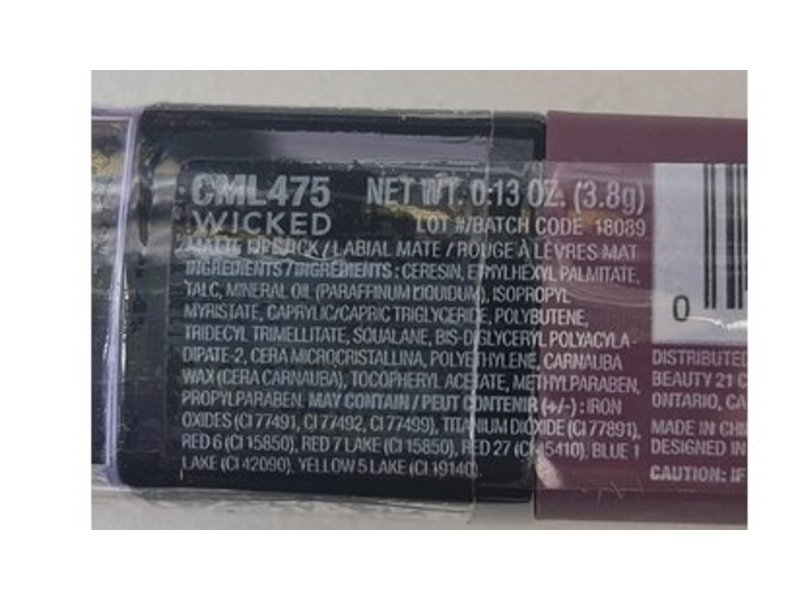 CML475 NET WT. 0.13 OZ. (3.8g)
WICKED LOT #/BATCH CODE 18089
MATTE LIPSTICK / LABIAL MATE / ROUGE À LÈVRES MAT
INGREDIENTS / INGRÉDIENTS : CERESIN, ETHYLHEXYL PALMITATE,
TALC, MINERAL OIL (PARAFFINUM LIQUIDUM), ISOPROPYL
MYRISTATE, CAPRYLIC/CAPRIC TRIGLYCERIDE, POLYBUTENE,
TRIDECYL TRIMELLITATE, SQUALANE, BIS-DIGLYCERYL POLYACYLA-
DIPATE-2, CERA MICROCRISTALLINA, POLYETHYLENE, CARNAUBA
WAX (CERA CARNAUBA), TOCOPHERYL ACETATE, METHYLPARABEN,
PROPYLPARABEN. MAY CONTAIN / PEUT CONTENIR (+/-) : IRON
OXIDES (CI 77491, CI 77492, CI 77499), TITANIUM DIOXIDE (CI 77891),
RED 6 (CI 15850), RED 7 LAKE (CI 15850), RED 27 (CI 45410), BLUE 1
LAKE (CI 42090), YELLOW 5 LAKE (CI 19140).
0
DISTRIBUTED
BEAUTY 21 C
ONTARIO, CA
MADE IN CHI
DESIGNED IN
CAUTION: IF